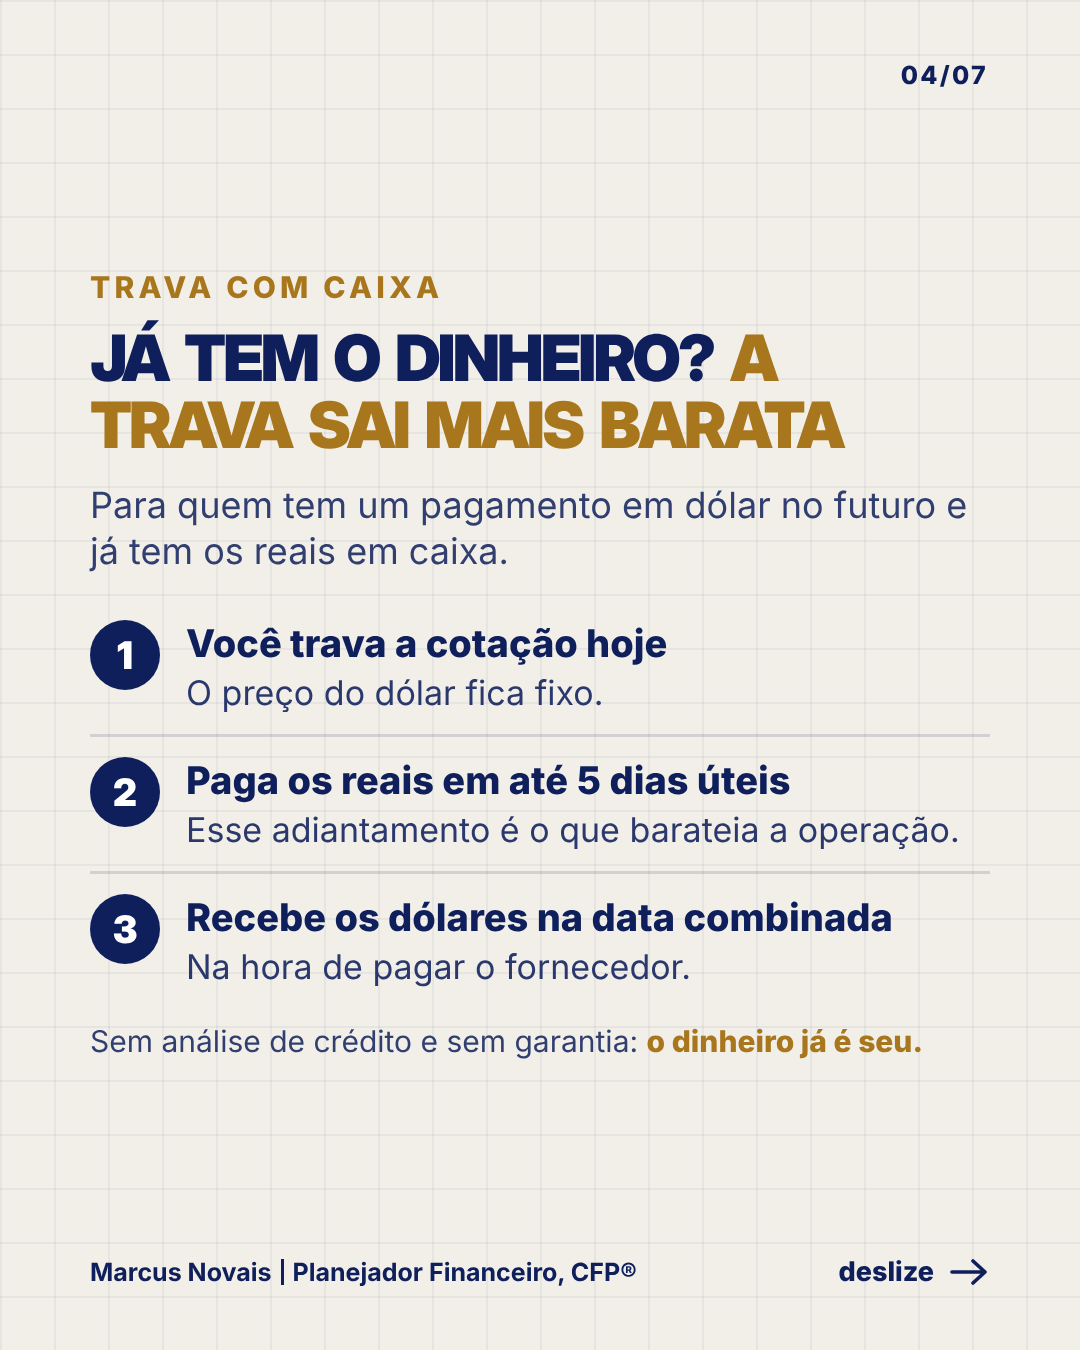 04/07
TRAVA COM CAIXA
JÁ TEM O DINHEIRO? A
TRAVA SAI MAIS BARATA
Para quem tem um pagamento em dólar no futuro e
já tem os reais em caixa.
1 Você trava a cotação hoje
O preço do dólar fica fixo.
2 Paga os reais em até 5 dias úteis
Esse adiantamento é o que barateia a operação.
3 Recebe os dólares na data combinada
Na hora de pagar o fornecedor.
Sem análise de crédito e sem garantia: o dinheiro já é seu.
Marcus Novais | Planejador Financeiro, CFP®
deslize →